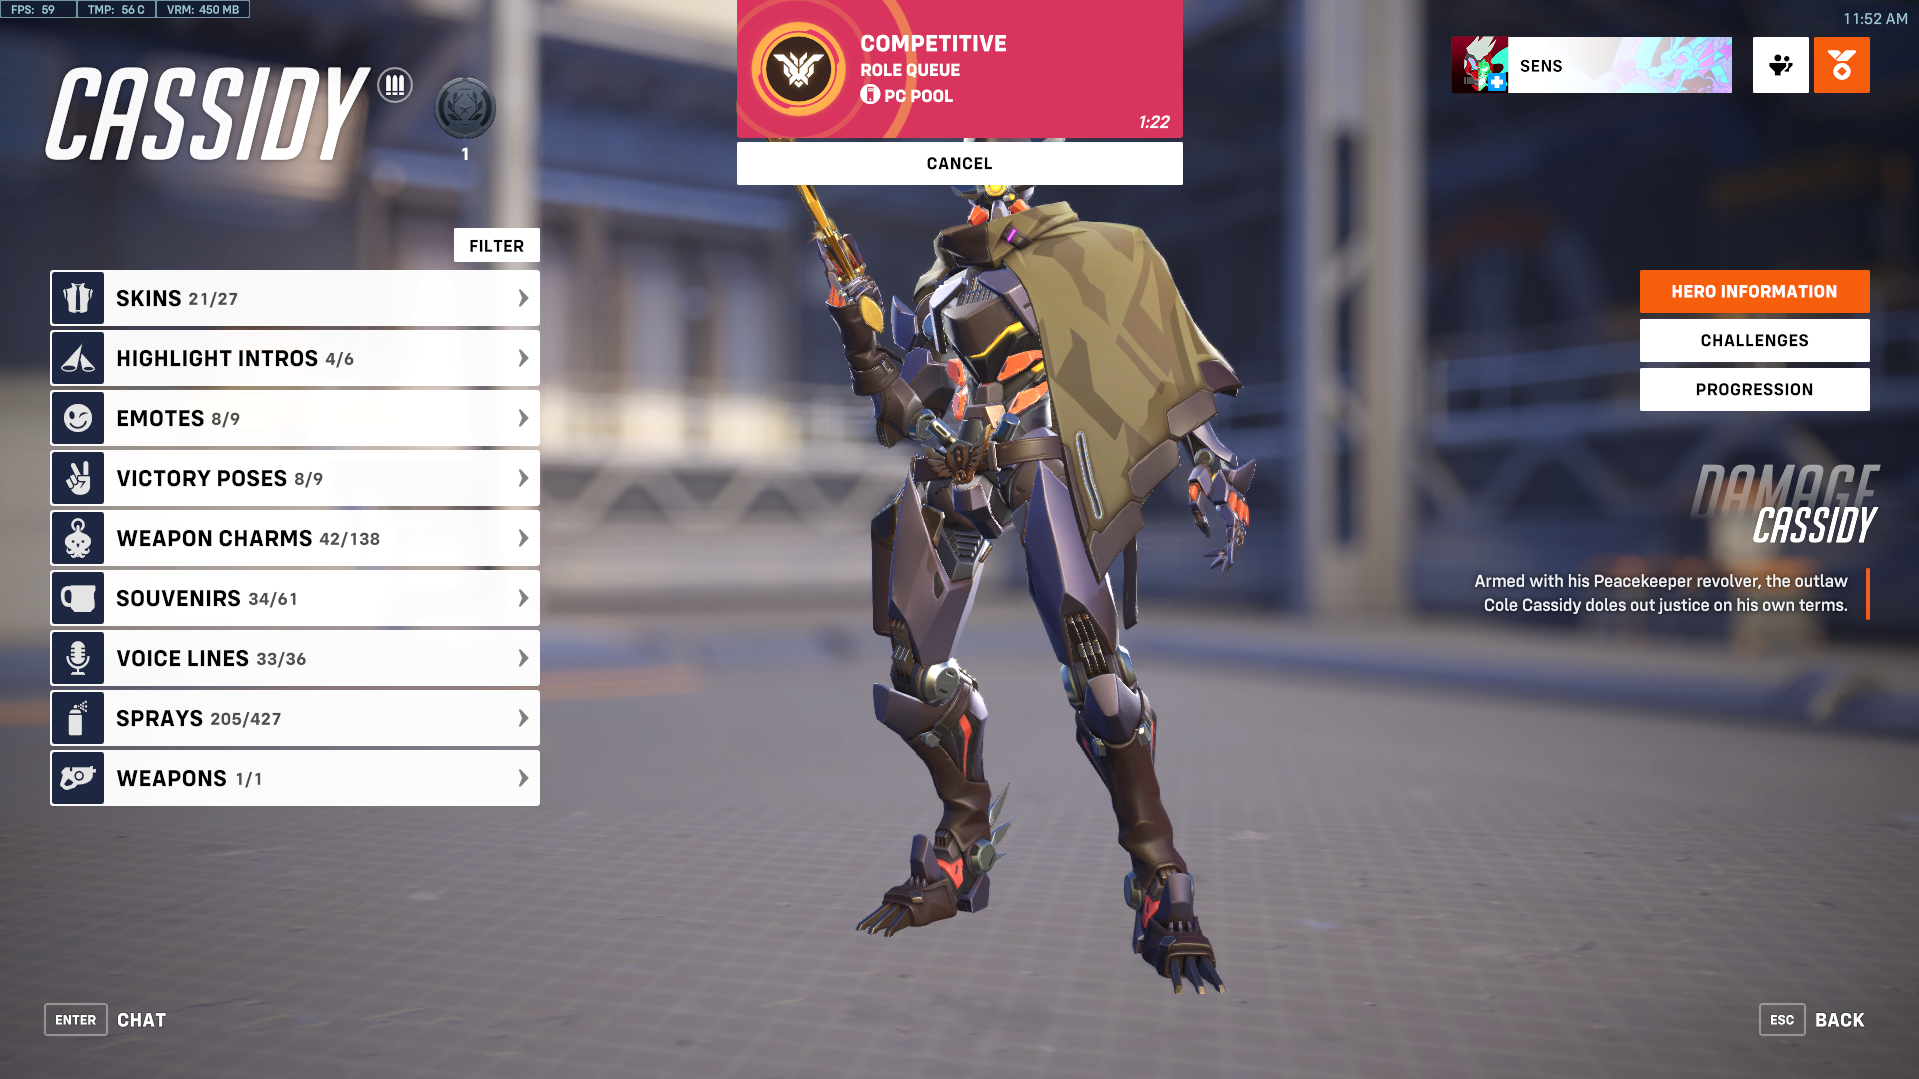 FPS: 59 TMP: 56 C VRM: 450 MB
11:52 AM
CASSIDY
1
COMPETITIVE
ROLE QUEUE
PC POOL
1:22
CANCEL
SENS
FILTER
SKINS 21/27
HIGHLIGHT INTROS 4/6
EMOTES 8/9
VICTORY POSES 8/9
WEAPON CHARMS 42/138
SOUVENIRS 34/61
VOICE LINES 33/36
SPRAYS 205/427
WEAPONS 1/1
HERO INFORMATION
CHALLENGES
PROGRESSION
DAMAGE
CASSIDY
Armed with his Peacekeeper revolver, the outlaw
Cole Cassidy doles out justice on his own terms.
ENTER CHAT
ESC BACK